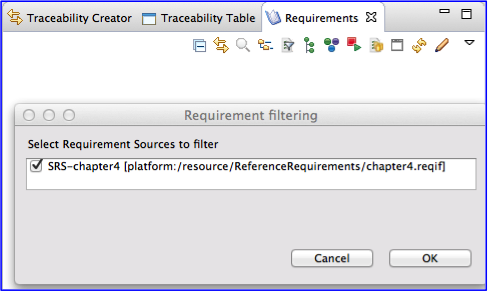 Traceability Creator Traceability Table Requirements
Requirement filtering
Select Requirement Sources to filter
SRS-chapter4 [platform:/resource/ReferenceRequirements/chapter4.reqif]
Cancel OK